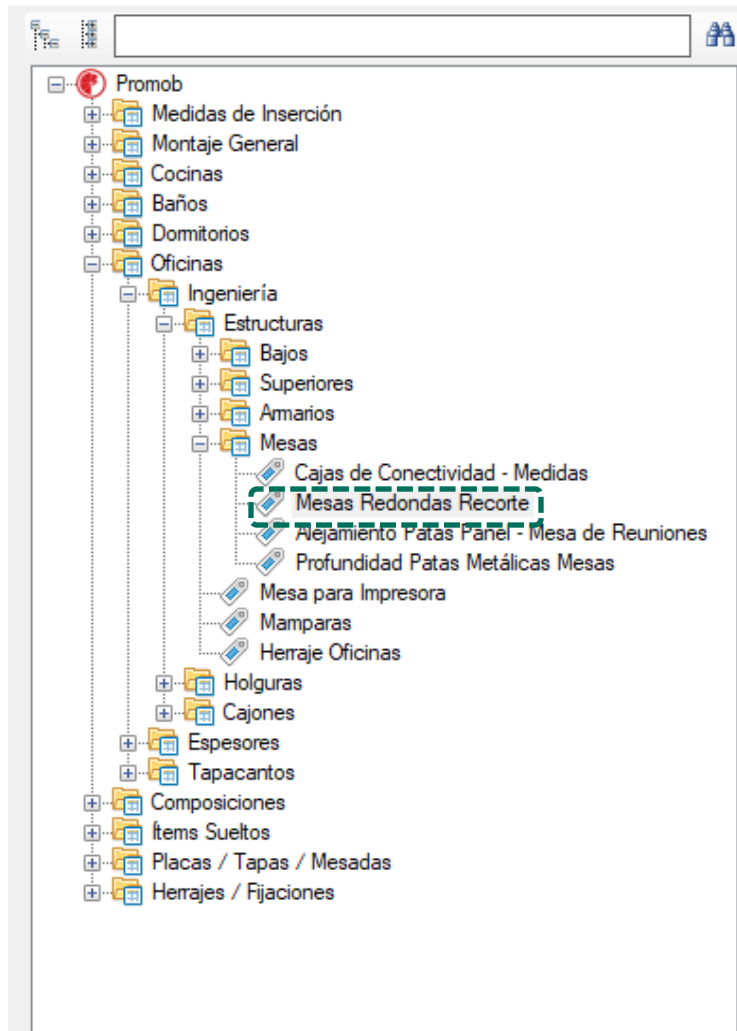 Promob
Medidas de Inserción
Montaje General
Cocinas
Baños
Dormitorios
Oficinas
Ingeniería
Estructuras
Bajos
Superiores
Armarios
Mesas
Cajas de Conectividad - Medidas
Mesas Redondas Recorte
Alejamiento Patas Panel - Mesa de Reuniones
Profundidad Patas Metálicas Mesas
Mesa para Impresora
Mamparas
Herraje Oficinas
Holguras
Cajones
Espesores
Tapacantos
Composiciones
Ítems Sueltos
Placas / Tapas / Mesadas
Herrajes / Fijaciones